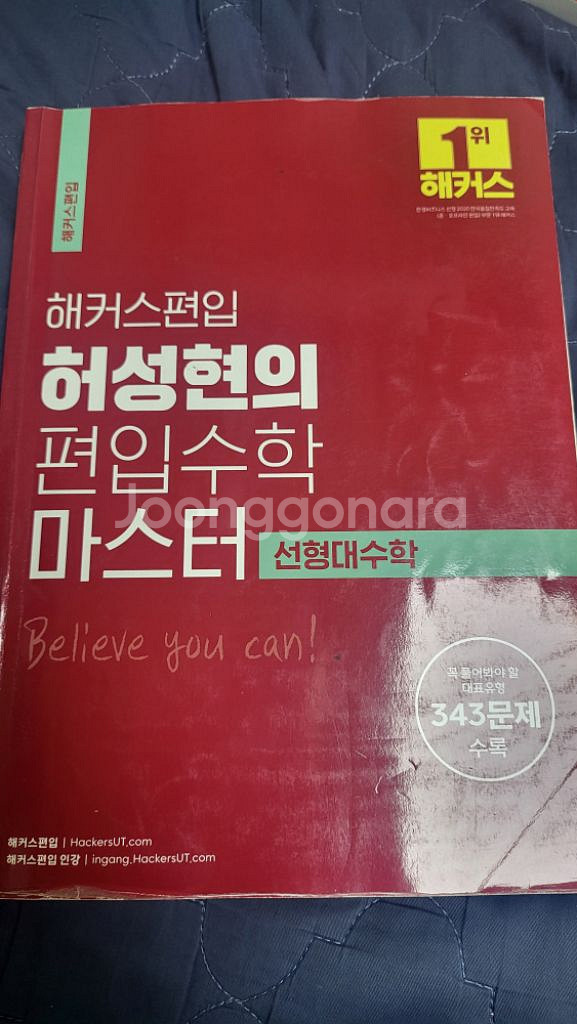 해커스편입
1위
해커스
해커스편입
허성현의
편입수학
Joonggonara
마스터
선형대수학
Believe you can!
꼭 풀어봐야 할
대표유형
343문제
수록
해커스편입 | HackersUT.com
해커스편입 인강 | ingang.HackersUT.com